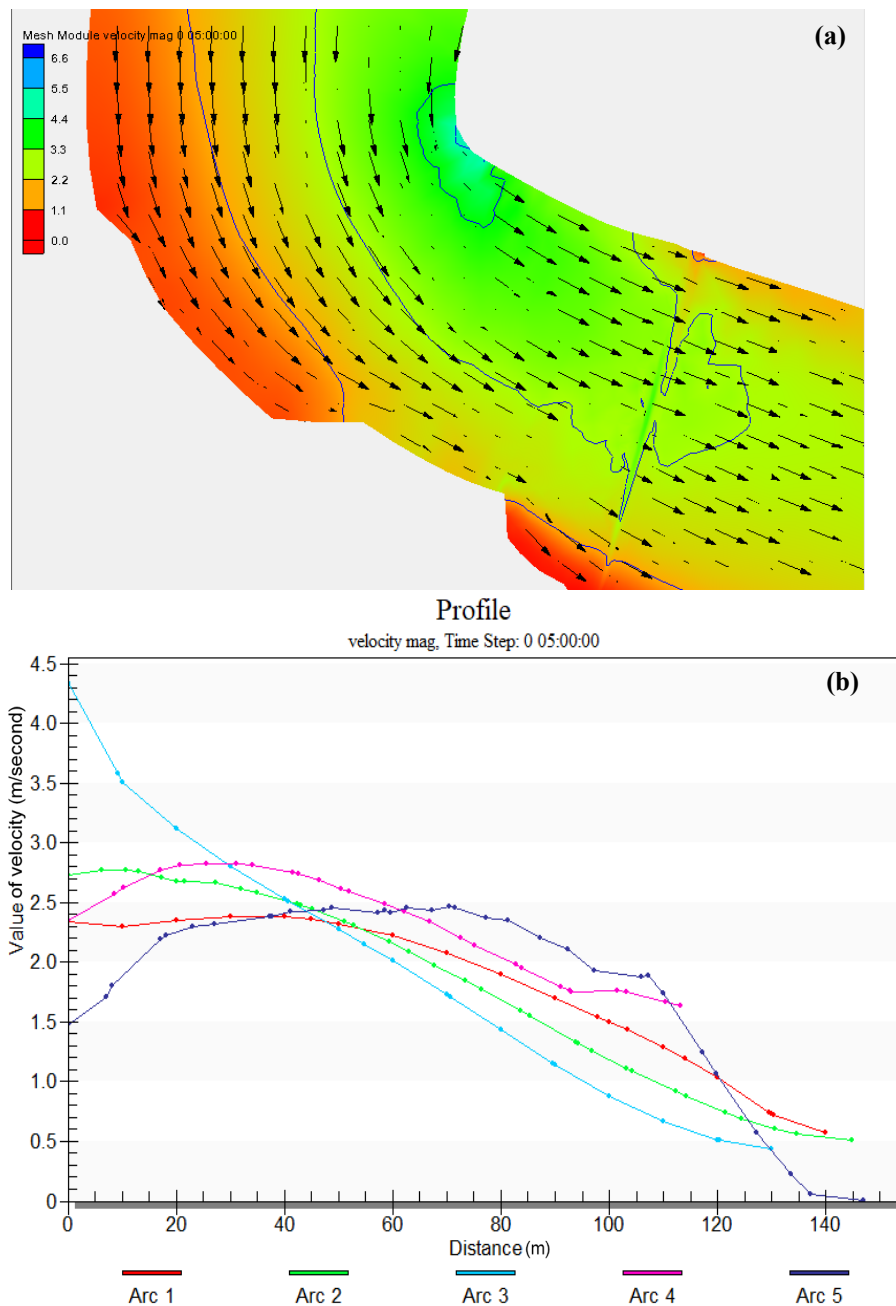 (a)
Mesh Module velocity mag 0 05:00:00
6.6
5.5
4.4
3.3
2.2
1.1
0.0
Profile
velocity mag, Time Step: 0 05:00:00
(b)
Value of velocity (m/second)
4.5
4.0
3.5
3.0
2.5
2.0
1.5
1.0
0.5
0
0 20 40 60 80 100 120 140
Distance (m)
Arc 1 Arc 2 Arc 3 Arc 4 Arc 5